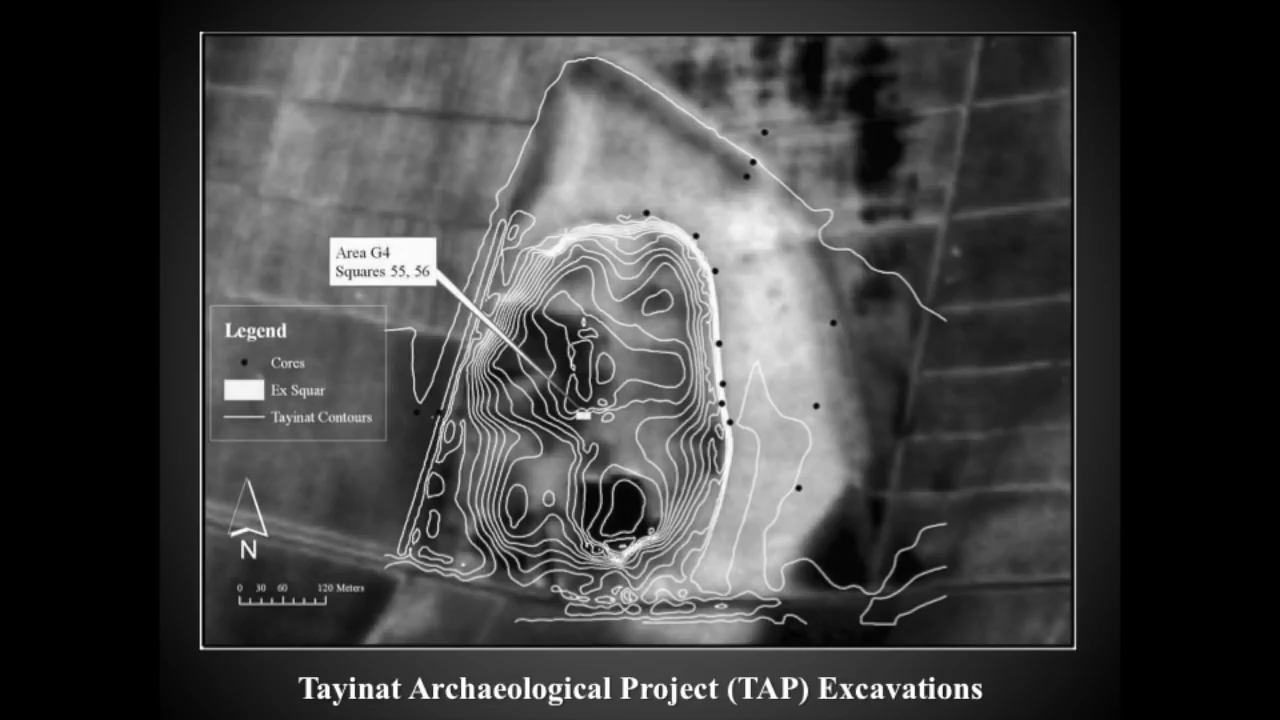 Area G4
Squares 55, 56
Legend
Cores
Ex Squar
Tayinat Contours
N
0 30 60 120 Meters
Tayinat Archaeological Project (TAP) Excavations